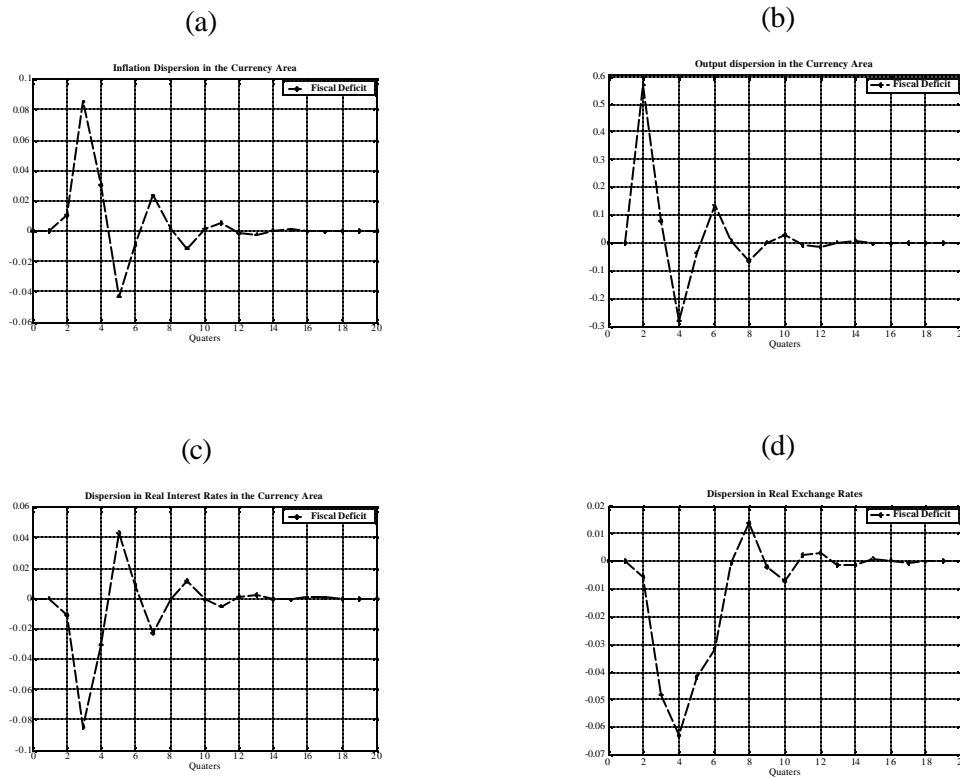 (a)
Inflation Dispersion in the Currency Area
Fiscal Deficit
0.1
0.08
0.06
0.04
0.02
0
-0.02
-0.04
-0.06
0 2 4 6 8 10 12 14 16 18 20
Quaters
(b)
Output dispersion in the Currency Area
Fiscal Deficit
0.6
0.5
0.4
0.3
0.2
0.1
0
-0.1
-0.2
-0.3
0 2 4 6 8 10 12 14 16 18 2
Quaters
(c)
Dispersion in Real Interest Rates in the Currency Area
Fiscal Deficit
0.06
0.04
0.02
0
-0.02
-0.04
-0.06
-0.08
-0.1
0 2 4 6 8 10 12 14 16 18 20
Quaters
(d)
Dispersion in Real Exchange Rates
Fiscal Deficit
0.02
0.01
0
-0.01
-0.02
-0.03
-0.04
-0.05
-0.06
-0.07
0 2 4 6 8 10 12 14 16 18 2
Quaters